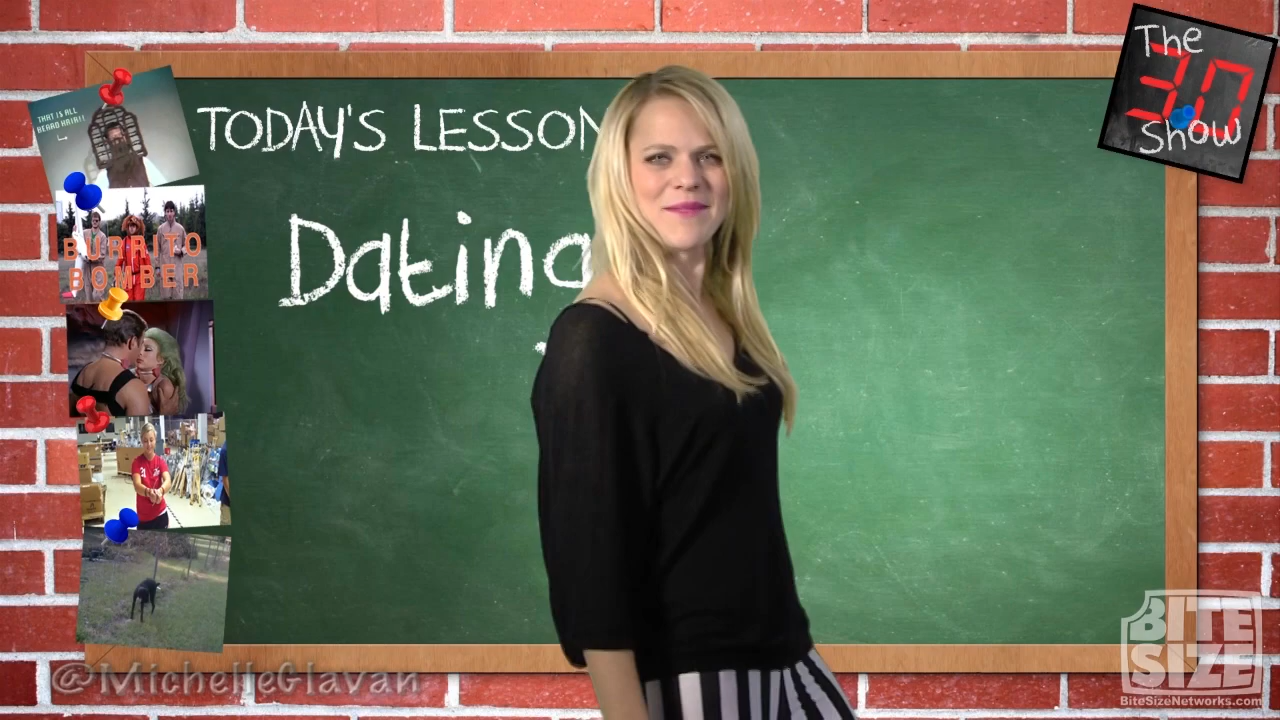 The
30
Show
THAT IS ALL
BEARD HAIR!!
TODAY'S LESSON
Dating
BURRITO
BOMBER
@MichelleGlavan
BITE
SIZE
BiteSizeNetworks.com